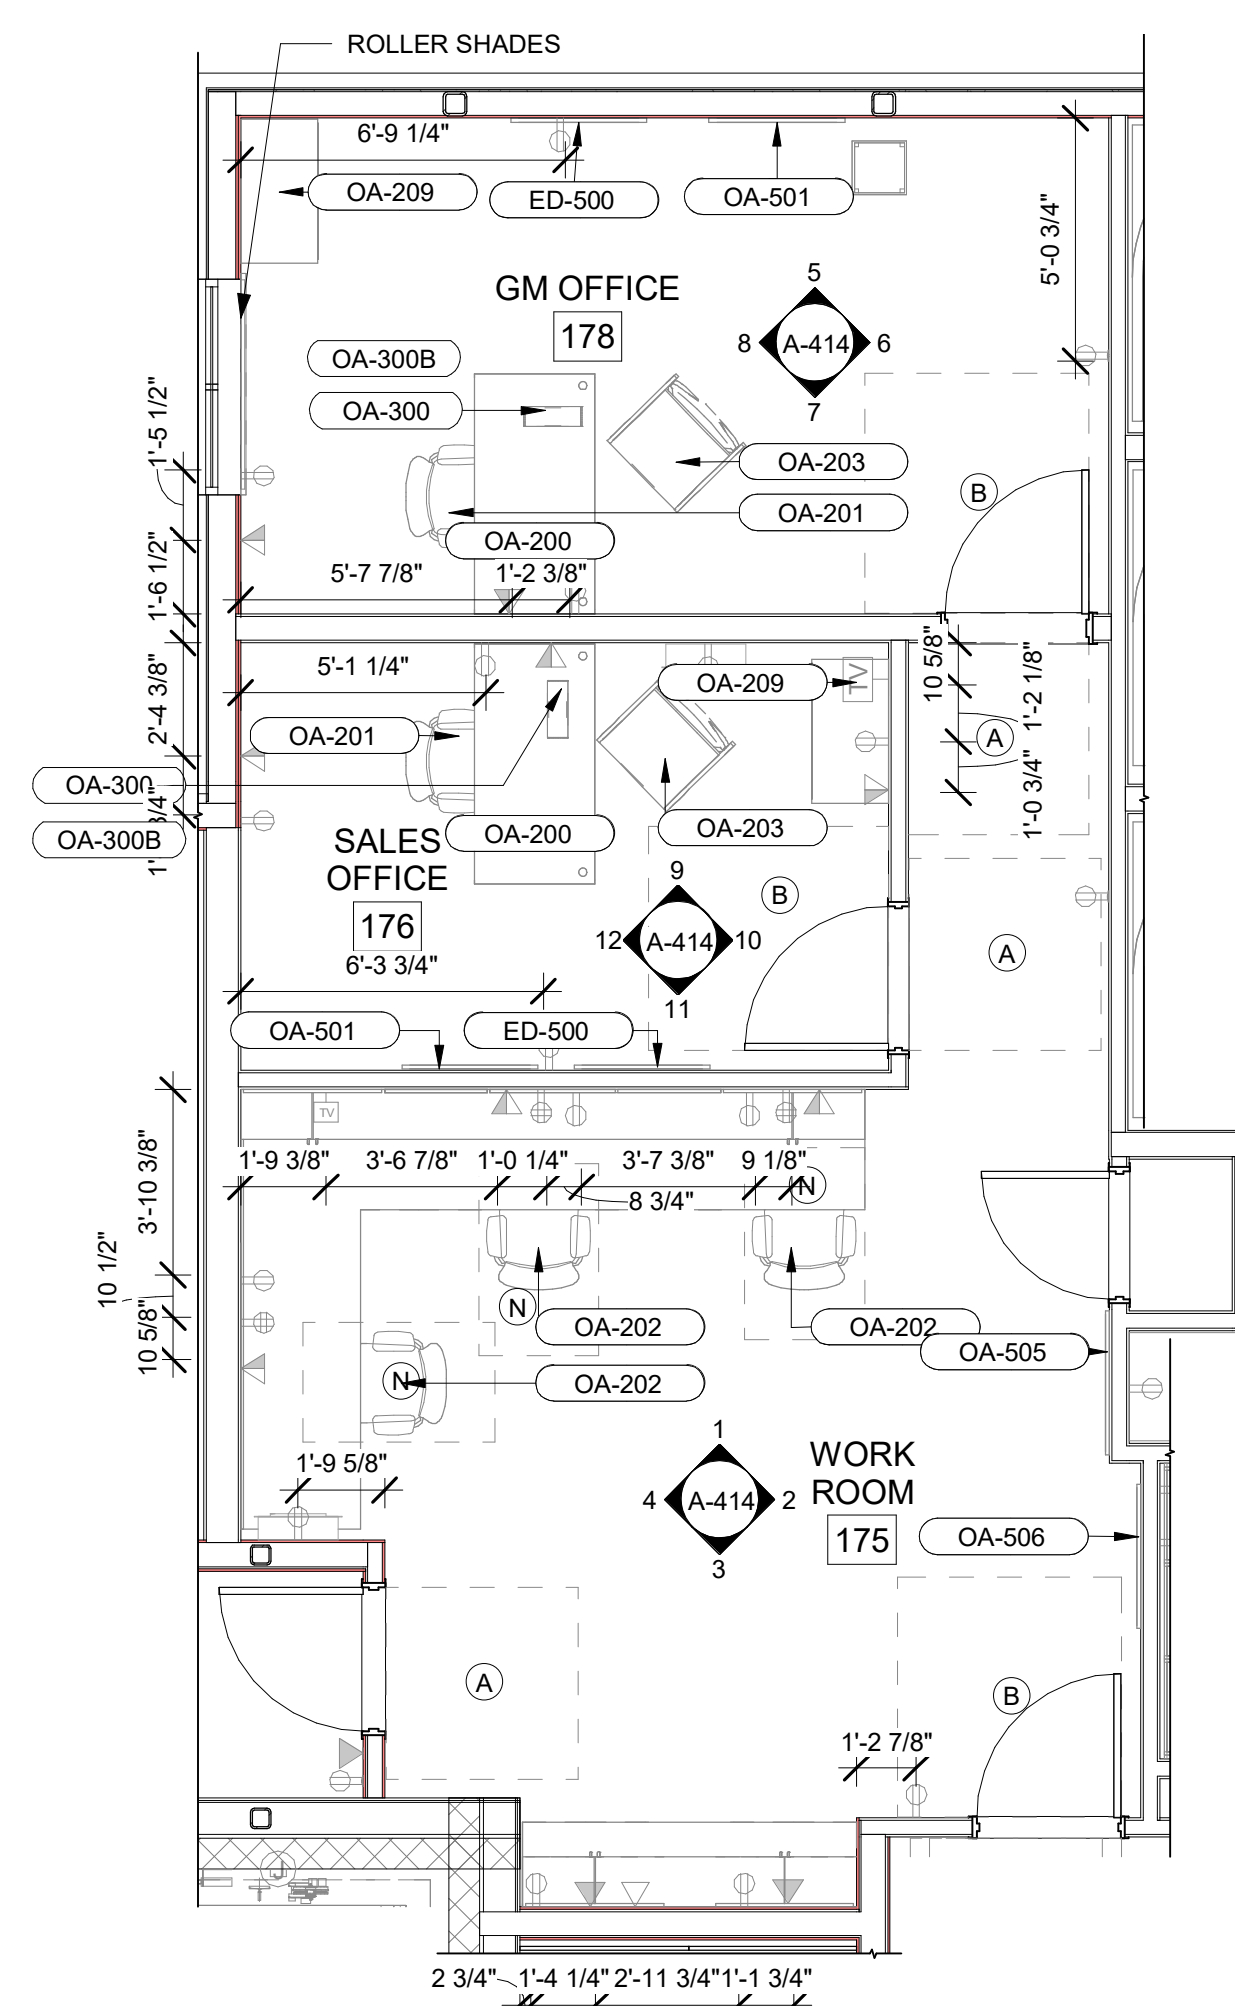 ROLLER SHADES
6'-9 1/4"
OA-209
ED-500
OA-501
5'-0 3/4"
GM OFFICE
178
5
8
A-414
6
7
OA-300B
OA-300
1'-5 1/2"
OA-203
OA-201
B
OA-200
5'-7 7/8"
1'-2 3/8"
1'-6 1/2"
5'-1 1/4"
2'-4 3/8"
OA-209
TV
10 5/8"
1'-2 1/8"
A
1'-0 3/4"
OA-201
OA-300
OA-300B
OA-200
OA-203
SALES
OFFICE
176
9
12
A-414
10
11
B
A
6'-3 3/4"
OA-501
ED-500
TV
1'-9 3/8"
3'-6 7/8"
1'-0 1/4"
3'-7 3/8"
9 1/8"
8 3/4"
N
3'-10 3/8"
10 1/2"
10 5/8"
N
OA-202
OA-202
OA-505
N
OA-202
1'-9 5/8"
1
4
A-414
2
3
WORK
ROOM
175
OA-506
A
B
1'-2 7/8"
J
2 3/4"
1'-4 1/4"
2'-11 3/4"
1'-1 3/4"